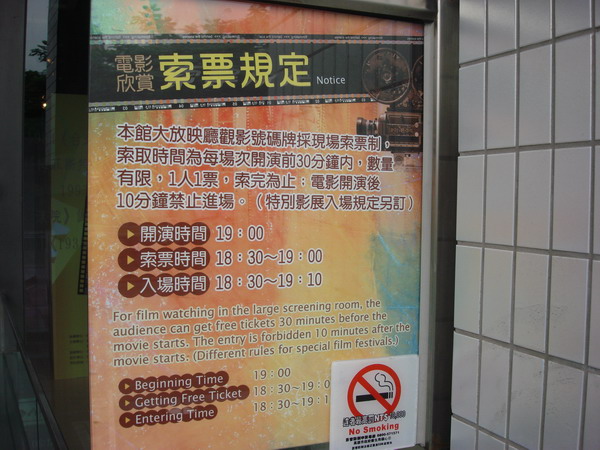 電影
欣賞
索票規定 Notice
本館大放映廳觀影號碼牌採現場索票制，
索取時間為每場次開演前30分鐘內，數量
有限，1人1票，索完為止；電影開演後
10分鐘禁止進場。（特別影展入場規定另訂）
開演時間 19：00
索票時間 18：30～19：00
入場時間 18：30～19：10
For film watching in the large screening room, the
audience can get free tickets 30 minutes before the
movie starts. The entry is forbidden 10 minutes after the
movie starts. (Different rules for special film festivals.)
Beginning Time 19：00
Getting Free Ticket 18：30～19：0
Entering Time 18：30～19：1
No Smoking